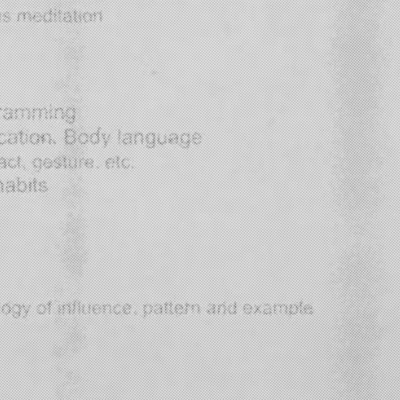 s meditation
ramming
cation. Body language
act, gesture, etc.
habits
ogy of influence, pattern and example